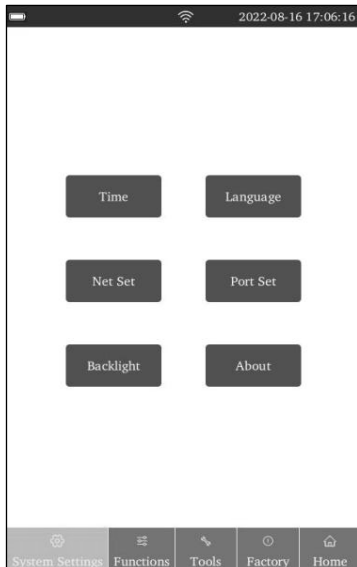 2022-08-16 17:06:16
Time Language
Net Set Port Set
Backlight About
System Settings Functions Tools Factory Home